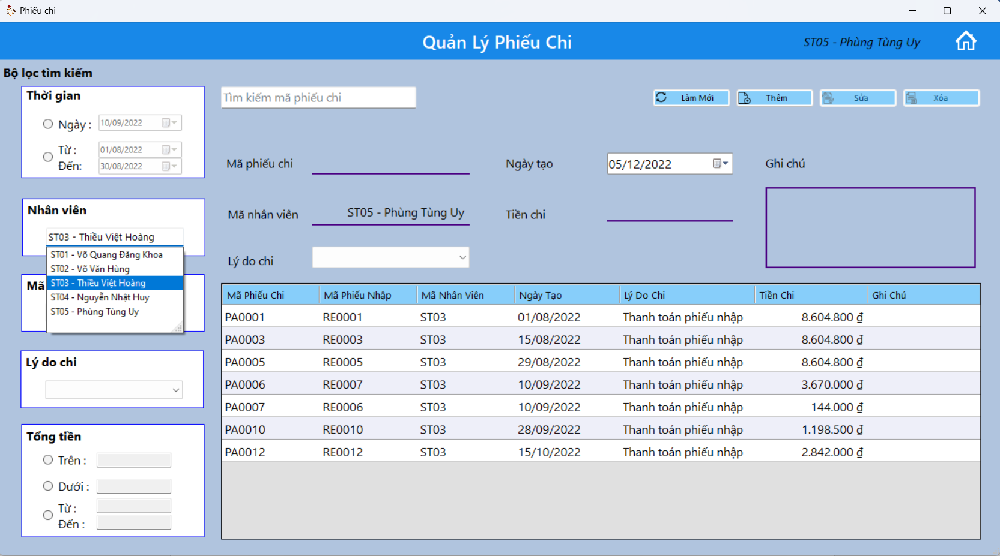 Phiếu chi
Quản Lý Phiếu Chi
ST05 - Phùng Tùng Uy
Bộ lọc tìm kiếm
Thời gian
Ngày : 10/09/2022
Từ : 01/08/2022
Đến: 30/08/2022
Nhân viên
ST03 - Thiều Việt Hoàng
ST01 - Võ Quang Đăng Khoa
ST02 - Võ Văn Hùng
ST03 - Thiều Việt Hoàng
ST04 - Nguyễn Nhật Huy
ST05 - Phùng Tùng Uy
Mã
Lý do chi
Tổng tiền
Trên :
Dưới :
Từ :
Đến :
Tìm kiếm mã phiếu chi
Làm Mới Thêm Sửa Xóa
Mã phiếu chi Ngày tạo 05/12/2022 Ghi chú
Mã nhân viên ST05 - Phùng Tùng Uy Tiền chi
Lý do chi
Mã Phiếu Chi Mã Phiếu Nhập Mã Nhân Viên Ngày Tạo Lý Do Chi Tiền Chi Ghi Chú
PA0001 RE0001 ST03 01/08/2022 Thanh toán phiếu nhập 8.604.800 ₫
PA0003 RE0003 ST03 15/08/2022 Thanh toán phiếu nhập 8.604.800 ₫
PA0005 RE0005 ST03 29/08/2022 Thanh toán phiếu nhập 8.604.800 ₫
PA0006 RE0007 ST03 10/09/2022 Thanh toán phiếu nhập 3.670.000 ₫
PA0007 RE0006 ST03 10/09/2022 Thanh toán phiếu nhập 144.000 ₫
PA0010 RE0010 ST03 28/09/2022 Thanh toán phiếu nhập 1.198.500 ₫
PA0012 RE0012 ST03 15/10/2022 Thanh toán phiếu nhập 2.842.000 ₫